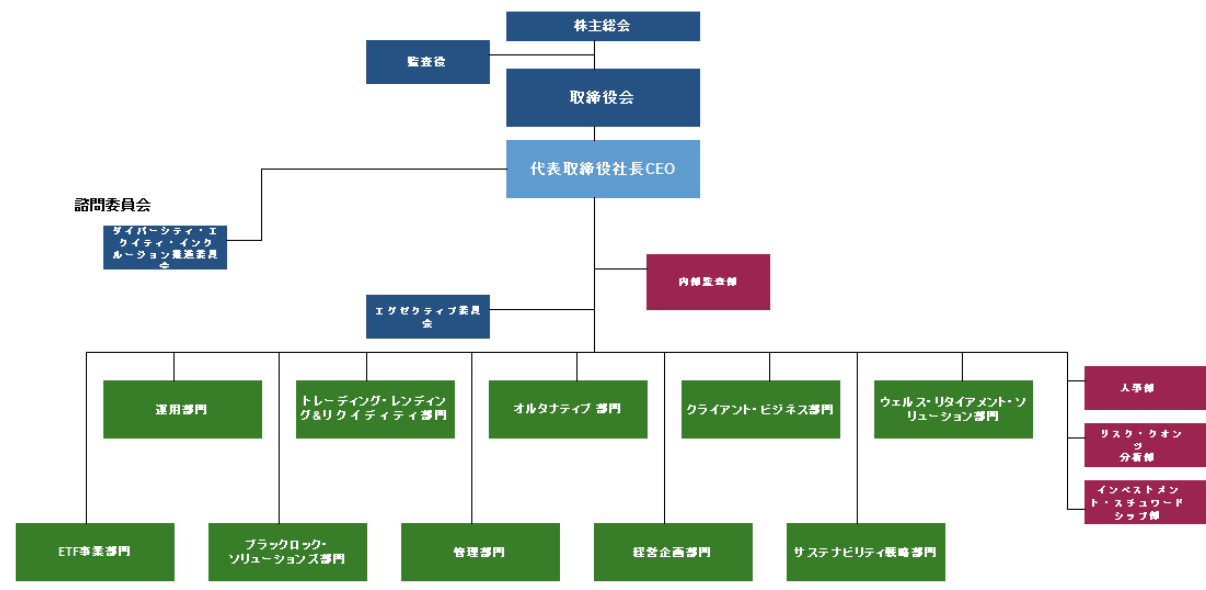 株主総会
監査役
取締役会
代表取締役社長CEO
諮問委員会
ダイバーシティ・エ
クイティ・インク
ルージョン推進委員
会
内部監査部
エグゼクティブ委員
会
運用部門
トレーディング・レンディン
グ&リクイディティ部門
オルタナティブ 部門
クライアント・ビジネス部門
ウェルス・リタイアメント・ソ
リューション部門
人事部
リスク・クオン
ツ
分析部
インベストメン
ト・スチュワード
シップ部
ETF事業部門
ブラックロック・
ソリューションズ部門
管理部門
経営企画部門
サステナビリティ戦略部門